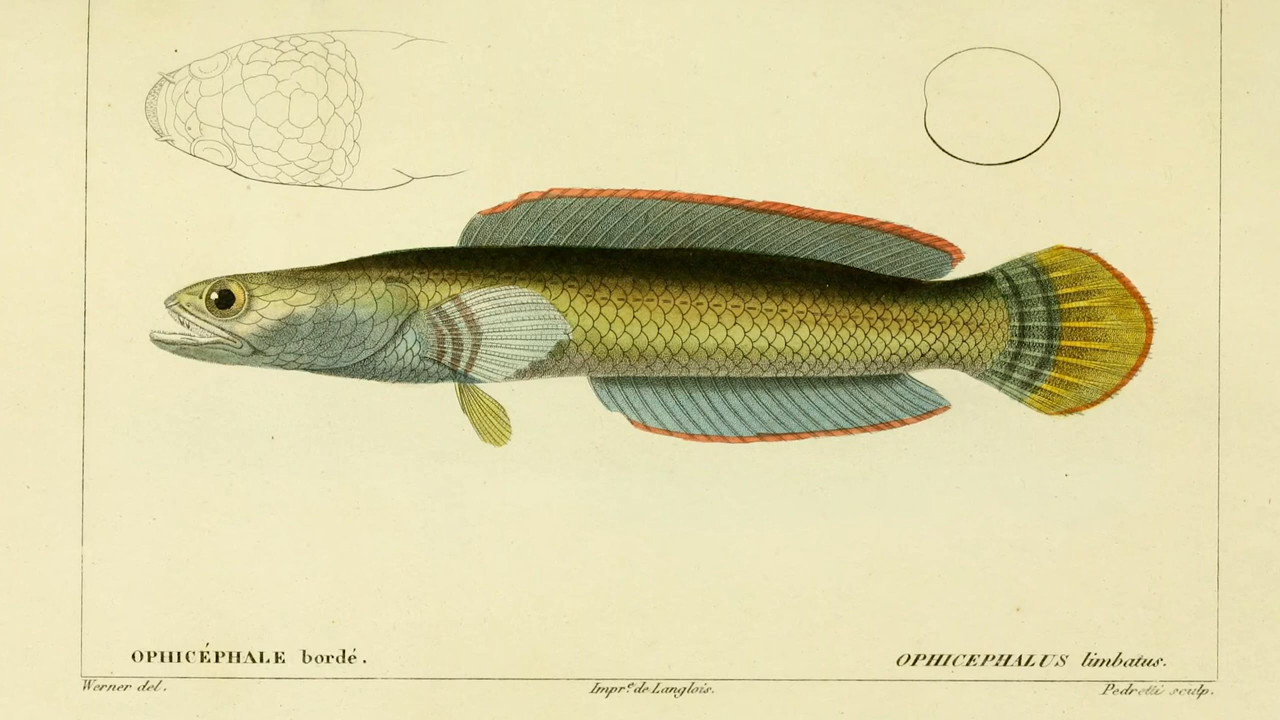 OPHICÉPHALE bordé.
OPHICEPHALUS limbatus.
Werner del.
Impr.e de Langlois.
Pedretti sculp.